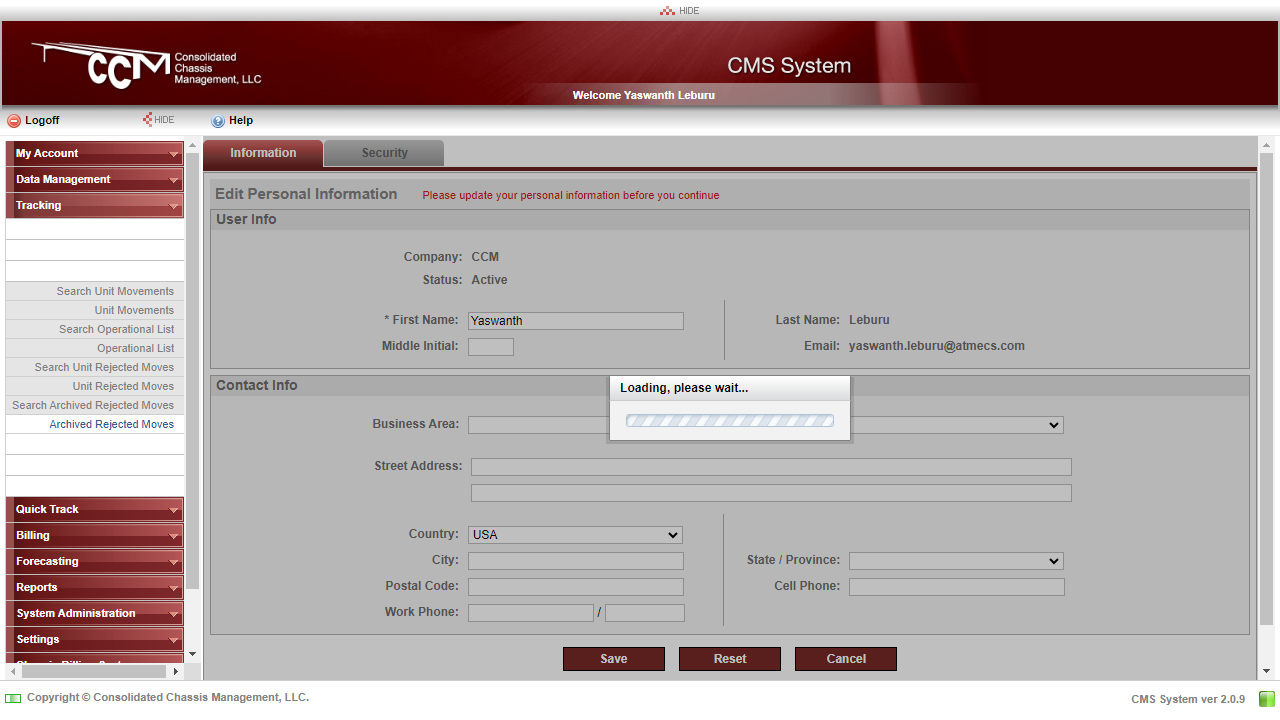 HIDE
CCM Consolidated
Chassis
Management, LLC
CMS System
Welcome Yaswanth Leburu
Logoff
HIDE
Help
My Account
Data Management
Tracking
Search Unit Movements
Unit Movements
Search Operational List
Operational List
Search Unit Rejected Moves
Unit Rejected Moves
Search Archived Rejected Moves
Archived Rejected Moves
Quick Track
Billing
Forecasting
Reports
System Administration
Settings
Information Security
Edit Personal Information Please update your personal information before you continue
User Info
Company: CCM
Status: Active
* First Name: Yaswanth Last Name: Leburu
Middle Initial: Email: yaswanth.leburu@atmecs.com
Contact Info
Loading, please wait...
Business Area:
Street Address:
Country: USA
City: State / Province:
Postal Code: Cell Phone:
Work Phone: /
Save Reset Cancel
Copyright © Consolidated Chassis Management, LLC.
CMS System ver 2.0.9